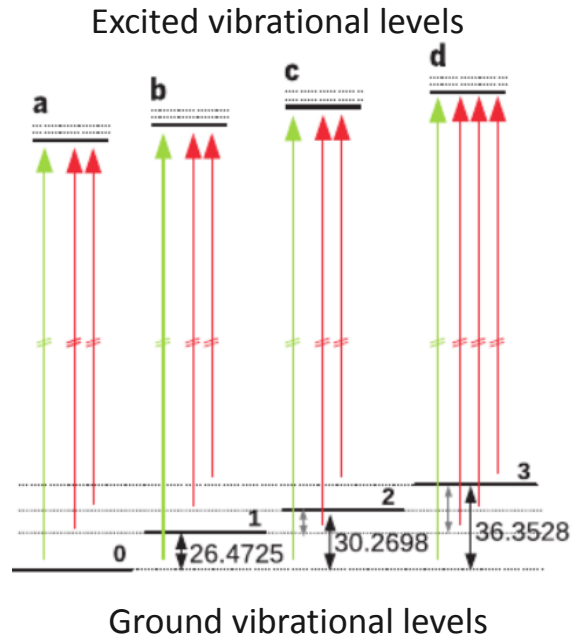 Excited vibrational levels
a
b
c
d
0
1
2
3
26.4725
30.2698
36.3528
Ground vibrational levels